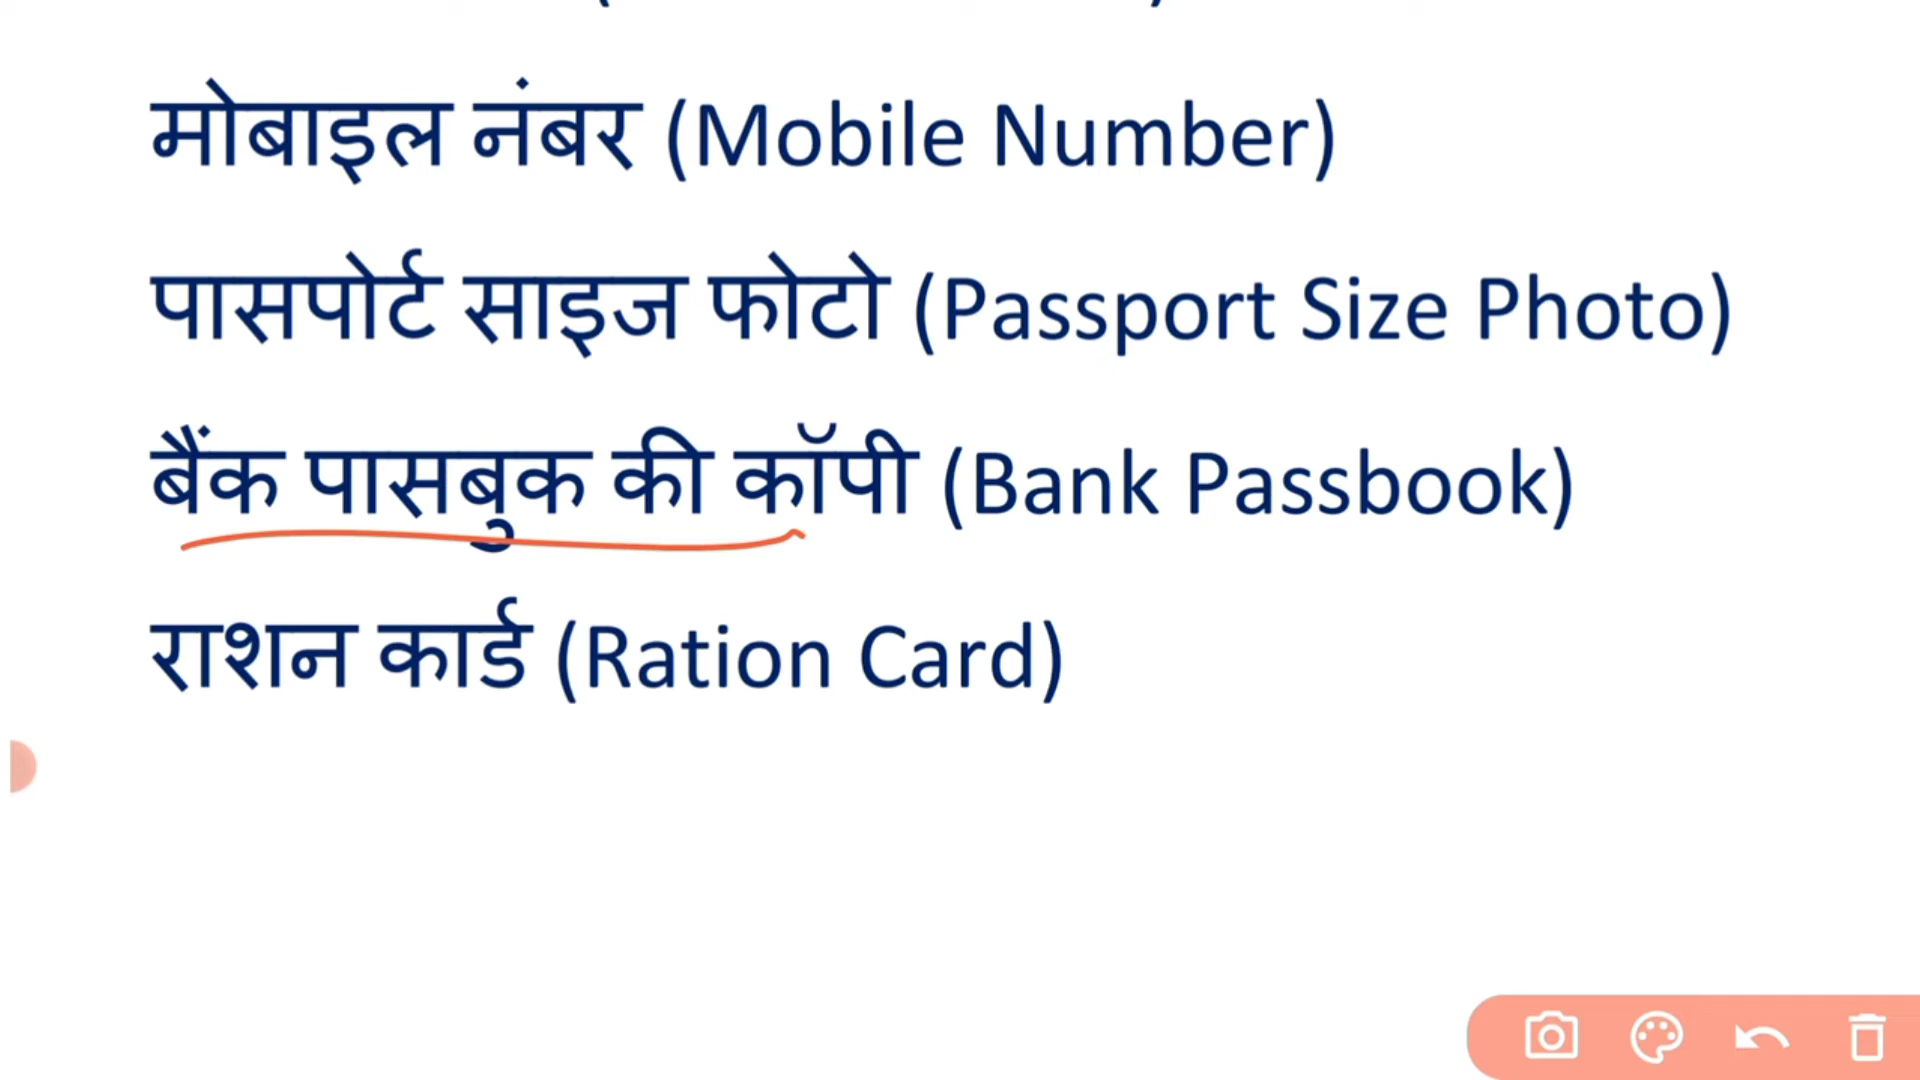 मोबाइल नंबर (Mobile Number)
पासपोर्ट साइज फोटो (Passport Size Photo)
बैंक पासबुक की कॉपी (Bank Passbook)
राशन कार्ड (Ration Card)